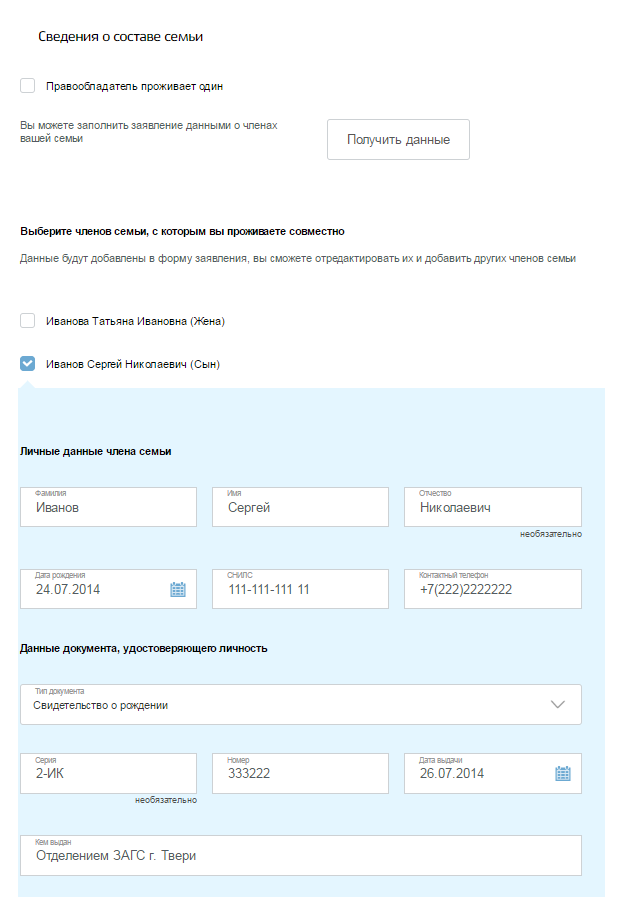 Сведения о составе семьи
Правообладатель проживает один
Вы можете заполнить заявление данными о членах
вашей семьи
Получить данные
Выберите членов семьи, с которым вы проживаете совместно
Данные будут добавлены в форму заявления, вы сможете отредактировать их и добавить других членов семьи
Иванова Татьяна Ивановна (Жена)
Иванов Сергей Николаевич (Сын)
Личные данные члена семьи
Фамилия
Иванов
Имя
Сергей
Отчество
Николаевич
необязательно
Дата рождения
24.07.2014
СНИЛС
111-111-111 11
Контактный телефон
+7(222)2222222
Данные документа, удостоверяющего личность
Тип документа
Свидетельство о рождении
Серия
2-ИК
необязательно
Номер
333222
Дата выдачи
26.07.2014
Кем выдан
Отделением ЗАГС г. Твери